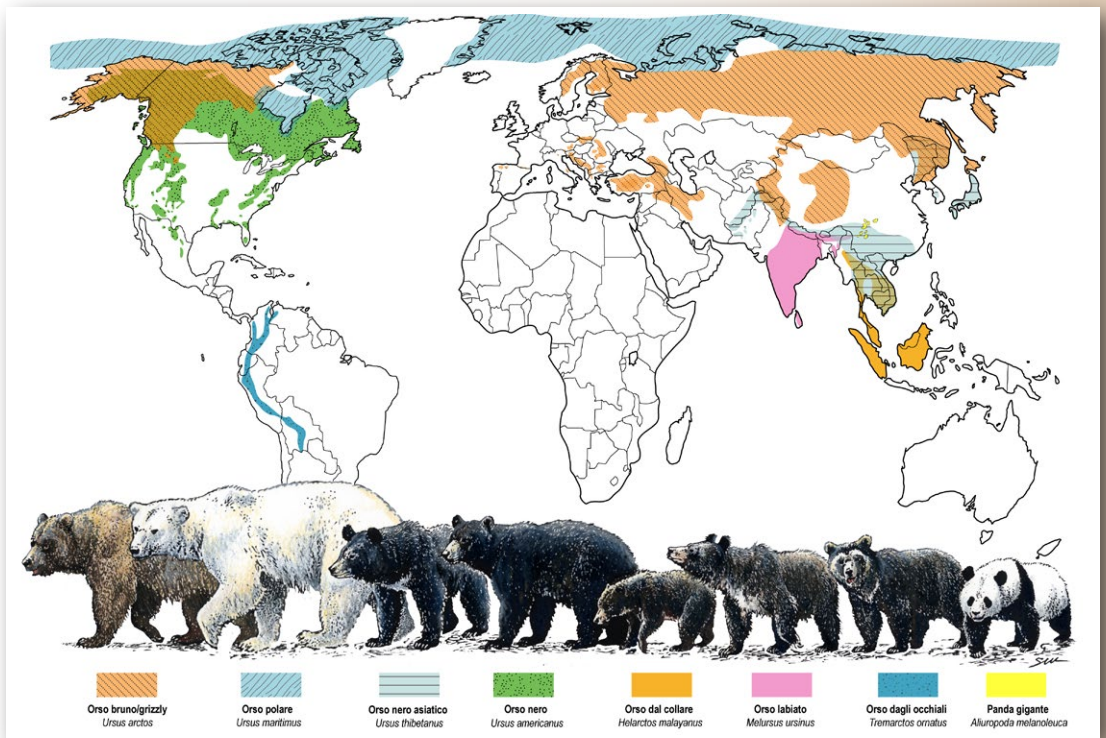 Orso bruno/grizzly
Ursus arctos
Orso polare
Ursus maritimus
Orso nero asiatico
Ursus thibetanus
Orso nero
Ursus americanus
Orso dal collare
Helarctos malayanus
Orso labiato
Melursus ursinus
Orso dagli occhiali
Tremarctos ornatus
Panda gigante
Aliuropoda melanoleuca